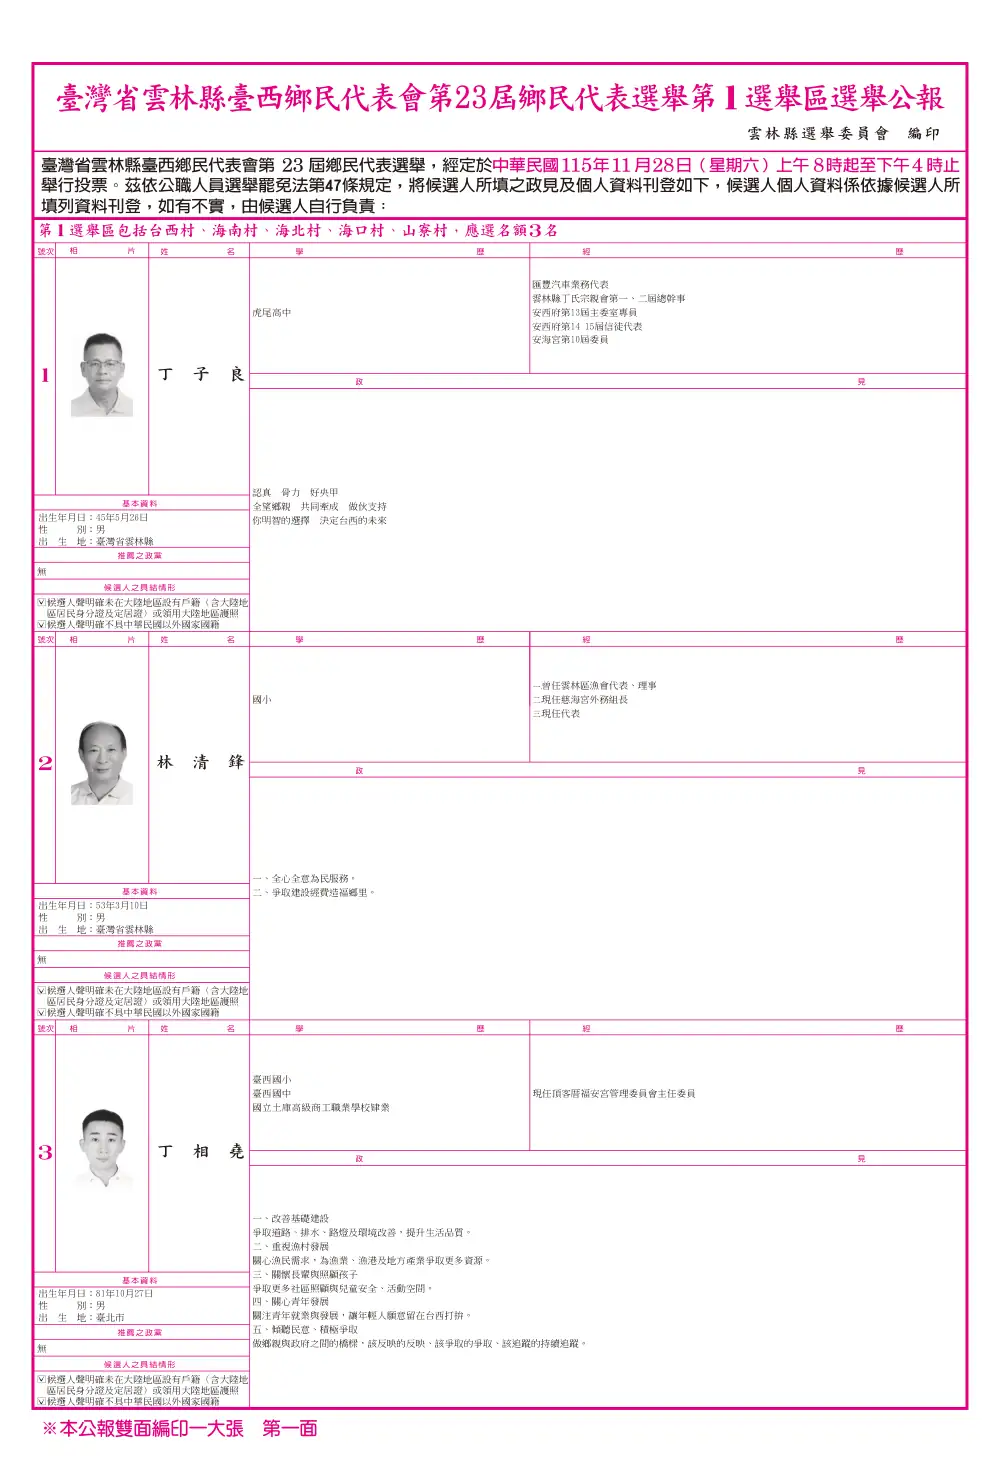 臺灣省雲林縣臺西鄉民代表會第23屆鄉民代表選舉第1選舉區選舉公報
雲林縣選舉委員會　編印
臺灣省雲林縣臺西鄉民代表會第 23 屆鄉民代表選舉，經定於中華民國115年11月28日（星期六）上午8時起至下午4時止
舉行投票。茲依公職人員選舉罷免法第47條規定，將候選人所填之政見及個人資料刊登如下，候選人個人資料係依據候選人所
填列資料刊登，如有不實，由候選人自行負責：
第1選舉區包括台西村、海南村、海北村、海口村、山寮村，應選名額3名
號次　相　片　姓　名　學　歷　經　歷
1
丁　子　良
虎尾高中
匯豐汽車業務代表
雲林縣丁氏宗親會第一、二屆總幹事
安西府第13屆主委室專員
安西府第14 15屆信徒代表
安海宮第10屆委員
政　見
認真　骨力　好央甲
全望鄉親　共同牽成　做伙支持
你明智的選擇　決定台西的未來
基本資料
出生年月日：45年5月26日
性　　　別：男
出　生　地：臺灣省雲林縣
推薦之政黨
無
候選人之具結情形
☑候選人聲明確未在大陸地區設有戶籍（含大陸地
區居民身分證及定居證）或領用大陸地區護照
☑候選人聲明確不具中華民國以外國家國籍
號次　相　片　姓　名　學　歷　經　歷
2
林　清　鋒
國小
一曾任雲林區漁會代表、理事
二現任慈海宮外務組長
三現任代表
政　見
一、全心全意為民服務。
二、爭取建設經費造福鄉里。
基本資料
出生年月日：53年3月10日
性　　　別：男
出　生　地：臺灣省雲林縣
推薦之政黨
無
候選人之具結情形
☑候選人聲明確未在大陸地區設有戶籍（含大陸地
區居民身分證及定居證）或領用大陸地區護照
☑候選人聲明確不具中華民國以外國家國籍
號次　相　片　姓　名　學　歷　經　歷
3
丁　相　堯
臺西國小
臺西國中
國立土庫高級商工職業學校肄業
現任頂客厝福安宮管理委員會主任委員
政　見
一、改善基礎建設
爭取道路、排水、路燈及環境改善，提升生活品質。
二、重視漁村發展
關心漁民需求，為漁業、漁港及地方產業爭取更多資源。
三、關懷長輩與照顧孩子
爭取更多社區照顧與兒童安全、活動空間。
四、關心青年發展
關注青年就業與發展，讓年輕人願意留在台西打拚。
五、傾聽民意、積極爭取
做鄉親與政府之間的橋樑，該反映的反映、該爭取的爭取、該追蹤的持續追蹤。
基本資料
出生年月日：81年10月27日
性　　　別：男
出　生　地：臺北市
推薦之政黨
無
候選人之具結情形
☑候選人聲明確未在大陸地區設有戶籍（含大陸地
區居民身分證及定居證）或領用大陸地區護照
☑候選人聲明確不具中華民國以外國家國籍
※本公報雙面編印一大張　第一面